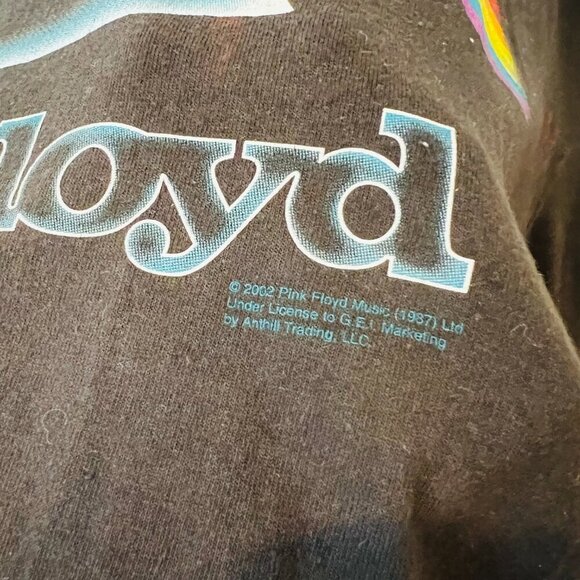 loyd
© 2002 Pink Floyd Music (1987) Ltd
Under License to G.E.I. Marketing
by Anthill Trading, LLC.